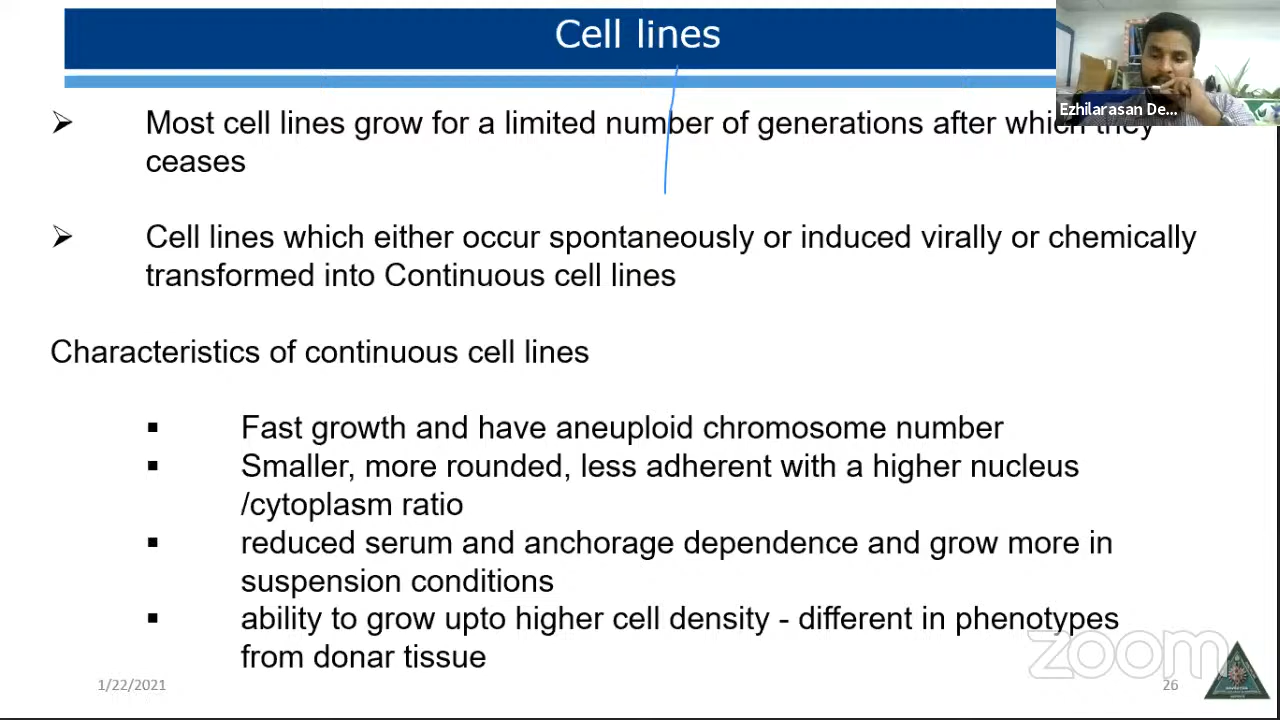 Cell lines
Ezhilarasan De...
➢ Most cell lines grow for a limited number of generations after which they
ceases
➢ Cell lines which either occur spontaneously or induced virally or chemically
transformed into Continuous cell lines
Characteristics of continuous cell lines
▪ Fast growth and have aneuploid chromosome number
▪ Smaller, more rounded, less adherent with a higher nucleus
/cytoplasm ratio
▪ reduced serum and anchorage dependence and grow more in
suspension conditions
▪ ability to grow upto higher cell density - different in phenotypes
from donar tissue
zoom
1/22/2021
26